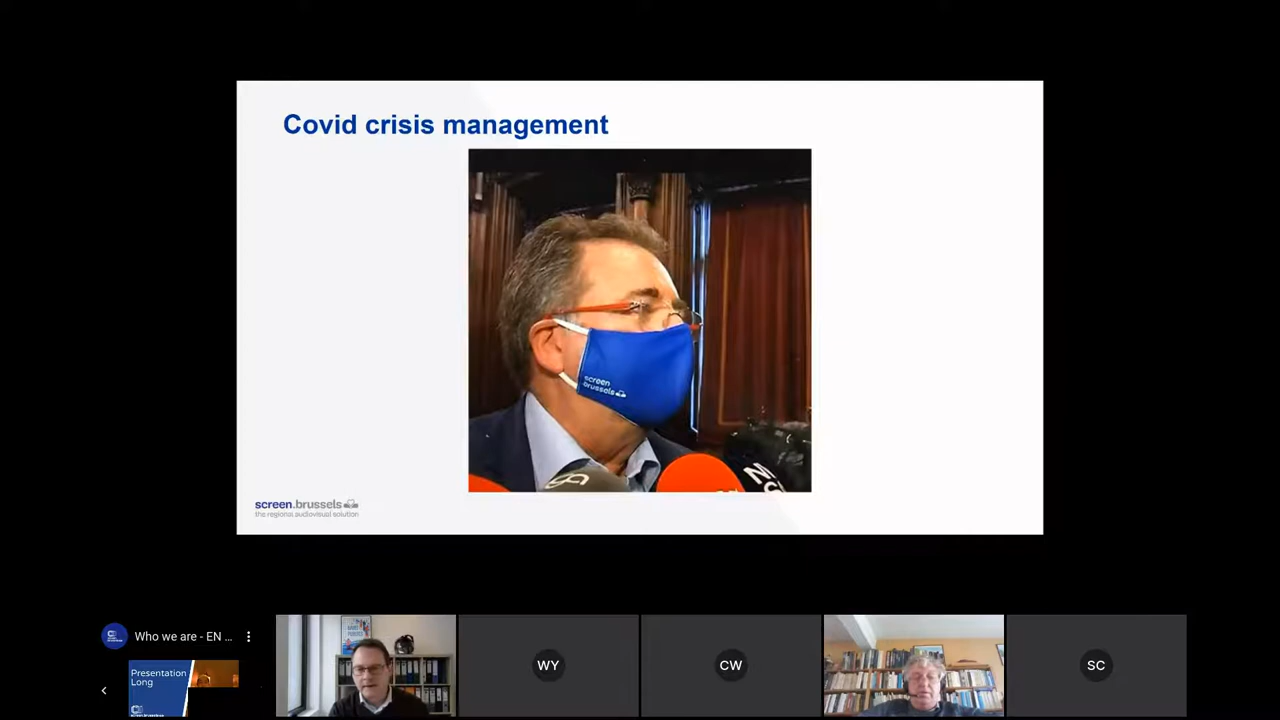 Covid crisis management
screen
brussels
screen.brussels
the regional audiovisual solution
Who we are - EN ...
Presentation
Long
WY
CW
SC